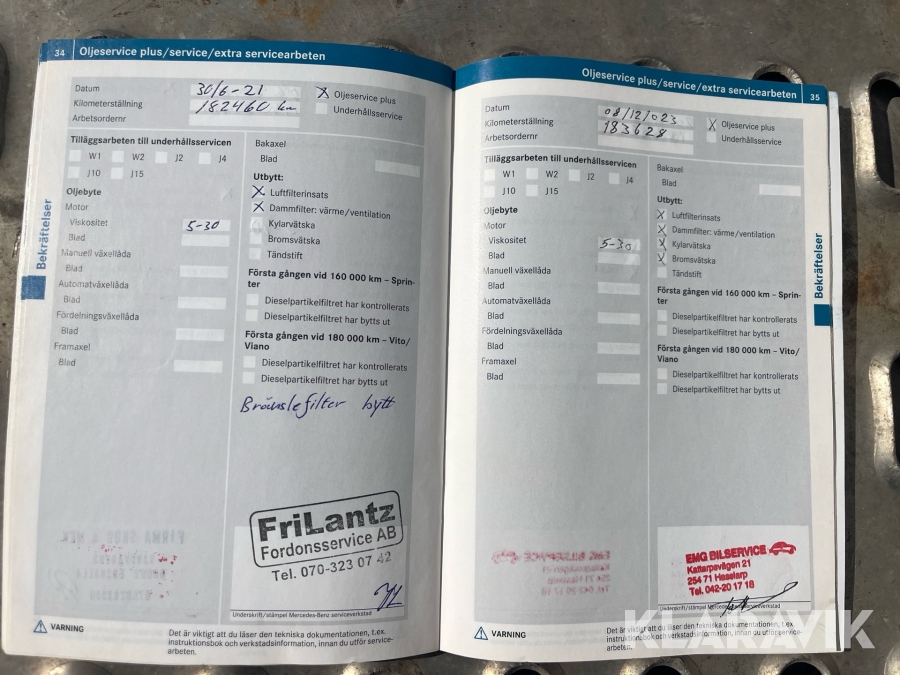 34 Oljeservice plus/service/extra servicearbeten
Datum 30/6-21
Kilometerställning 182460 km
Arbetsordernr
X Oljeservice plus
Underhållsservice
Tilläggsarbeten till underhållsservicen
W1 W2 J2 J4
J10 J15
Oljebyte
Motor
Viskositet 5-30
Blad
Manuell växellåda
Blad
Automatväxellåda
Blad
Fördelningsväxellåda
Blad
Framaxel
Blad
Bakaxel
Blad
Utbytt:
X Luftfilterinsats
X Dammfilter: värme/ventilation
Kylarvätska
Bromsvätska
Tändstift
Första gången vid 160 000 km – Sprin-
ter
Dieselpartikelfiltret har kontrollerats
Dieselpartikelfiltret har bytts ut
Första gången vid 180 000 km – Vito/
Viano
Dieselpartikelfiltret har kontrollerats
Dieselpartikelfiltret har bytts ut
Bränslefilter bytt
FriLantz
Fordonsservice AB
Tel. 070-323 07 42
Underskrift/stämpel Mercedes-Benz serviceverkstad
VARNING
Det är viktigt att du läser den tekniska dokumentationen, t.ex.
instruktionsbok och verkstadsinformation, innan du utför service-
arbeten.
Bekräftelser
Oljeservice plus/service/extra servicearbeten 35
Datum 08/12/023
Kilometerställning 183628
Arbetsordernr
X Oljeservice plus
Underhållsservice
Tilläggsarbeten till underhållsservicen
W1 W2 J2 J4
J10 J15
Oljebyte
Motor
Viskositet 5-30
Blad
Manuell växellåda
Blad
Automatväxellåda
Blad
Fördelningsväxellåda
Blad
Framaxel
Blad
Bakaxel
Blad
Utbytt:
X Luftfilterinsats
X Dammfilter: värme/ventilation
X Kylarvätska
X Bromsvätska
Tändstift
Första gången vid 160 000 km – Sprin-
ter
Dieselpartikelfiltret har kontrollerats
Dieselpartikelfiltret har bytts ut
Första gången vid 180 000 km – Vito/
Viano
Dieselpartikelfiltret har kontrollerats
Dieselpartikelfiltret har bytts ut
EMG BILSERVICE
Kattarpsvägen 21
254 71 Hasslarp
Tel. 042-20 17 18
Underskrift/stämpel Mercedes-Benz serviceverkstad
VARNING
Det är viktigt att du läser den tekniska dokumentationen, t.ex.
instruktionsbok och verkstadsinformation, innan du utför service-
arbeten.
Bekräftelser
KLARAVIK